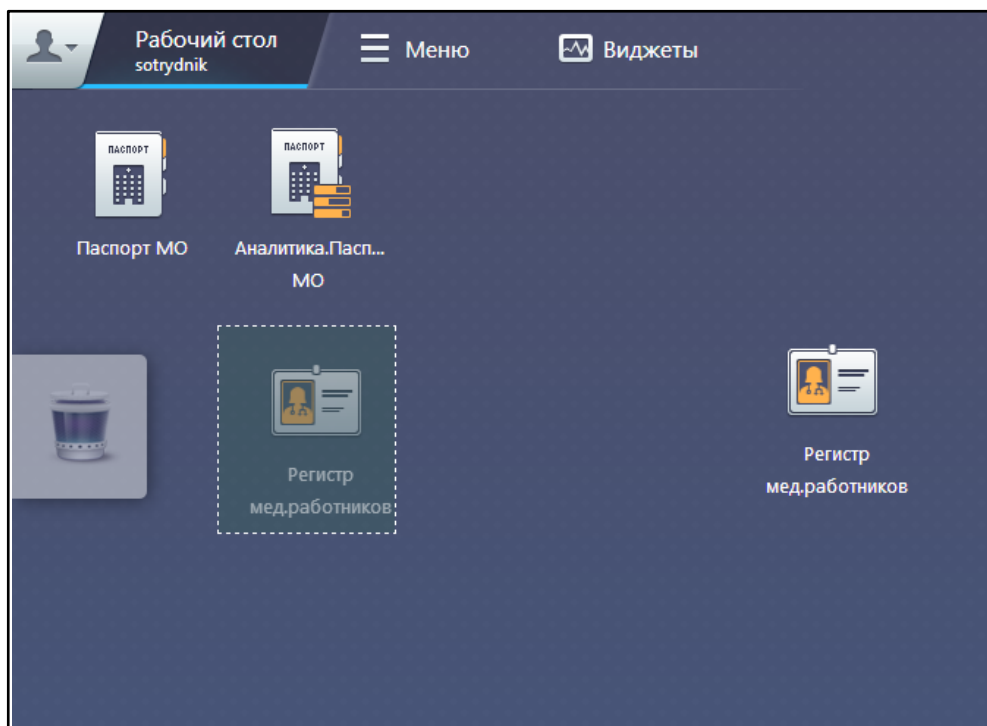 Рабочий стол
sotrydnik
Меню
Виджеты
ПАСПОРТ
ПАСПОРТ
Паспорт МО
Аналитика.Пасп...
МО
Регистр
мед.работников
Регистр
мед.работников